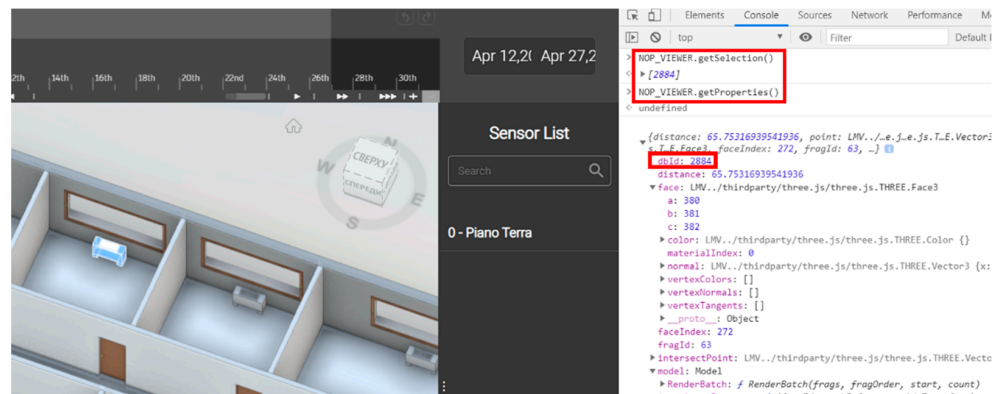 Apr 12,2( Apr 27,2
2th 14th 16th 18th 20th 22nd 24th 26th 28th 30th
N
W
E
S
СВЕРХУ
СПЕРЕДИ
Sensor List
Search
0 - Piano Terra
Elements Console Sources Network Performance M
top Filter Default l
> NOP_VIEWER.getSelection()
[2884]
> NOP_VIEWER.getProperties()
undefined
{distance: 65.75316939541936, point: LMV../….e.j….e.js.T…E.Vector3
s.T…E.Face3, faceIndex: 272, fragId: 63, …}
dbId: 2884
distance: 65.75316939541936
face: LMV../thirdparty/three.js/three.js.THREE.Face3
a: 380
b: 381
c: 382
color: LMV../thirdparty/three.js/three.js.THREE.Color {}
materialIndex: 0
normal: LMV../thirdparty/three.js/three.js.THREE.Vector3 {x:
vertexColors: []
vertexNormals: []
vertexTangents: []
__proto__: Object
faceIndex: 272
fragId: 63
intersectPoint: LMV../thirdparty/three.js/three.js.THREE.Vecto
model: Model
RenderBatch: ƒ RenderBatch(frags, fragOrder, start, count)